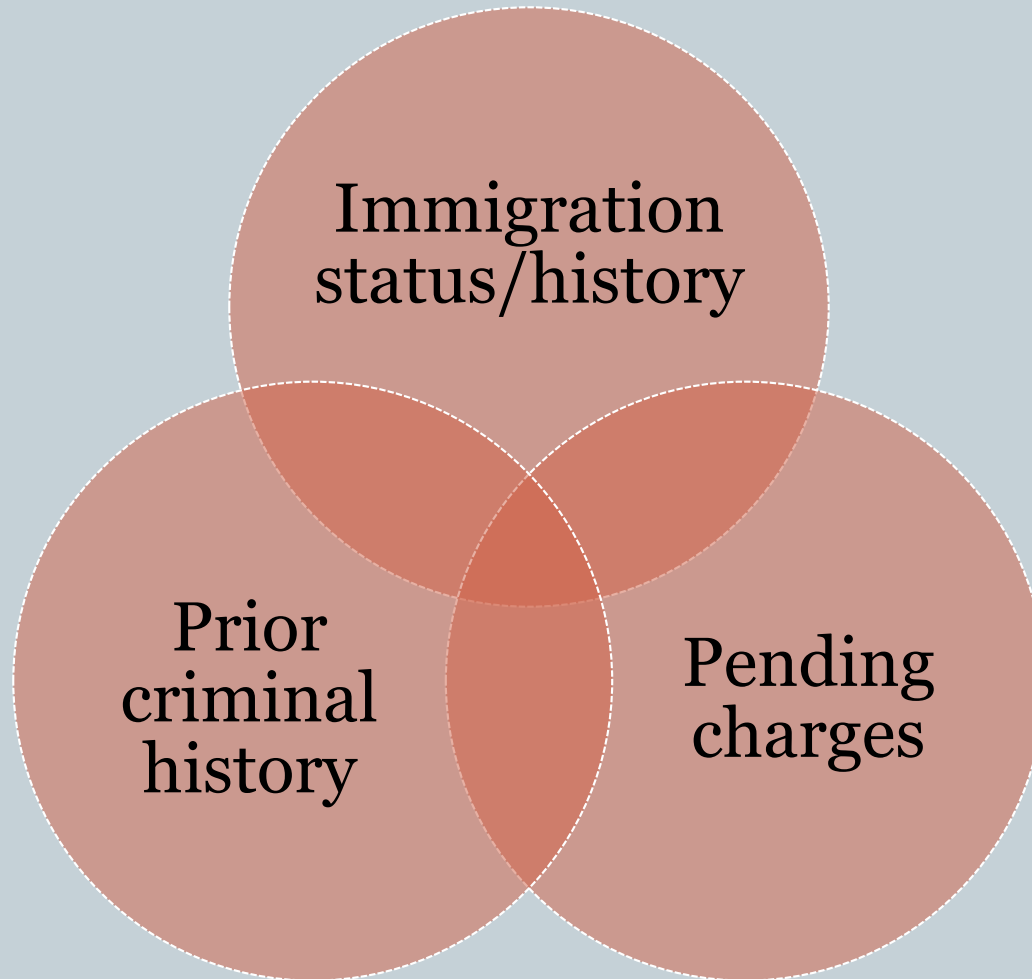 Immigration
status/history
Prior
criminal
history
Pending
charges